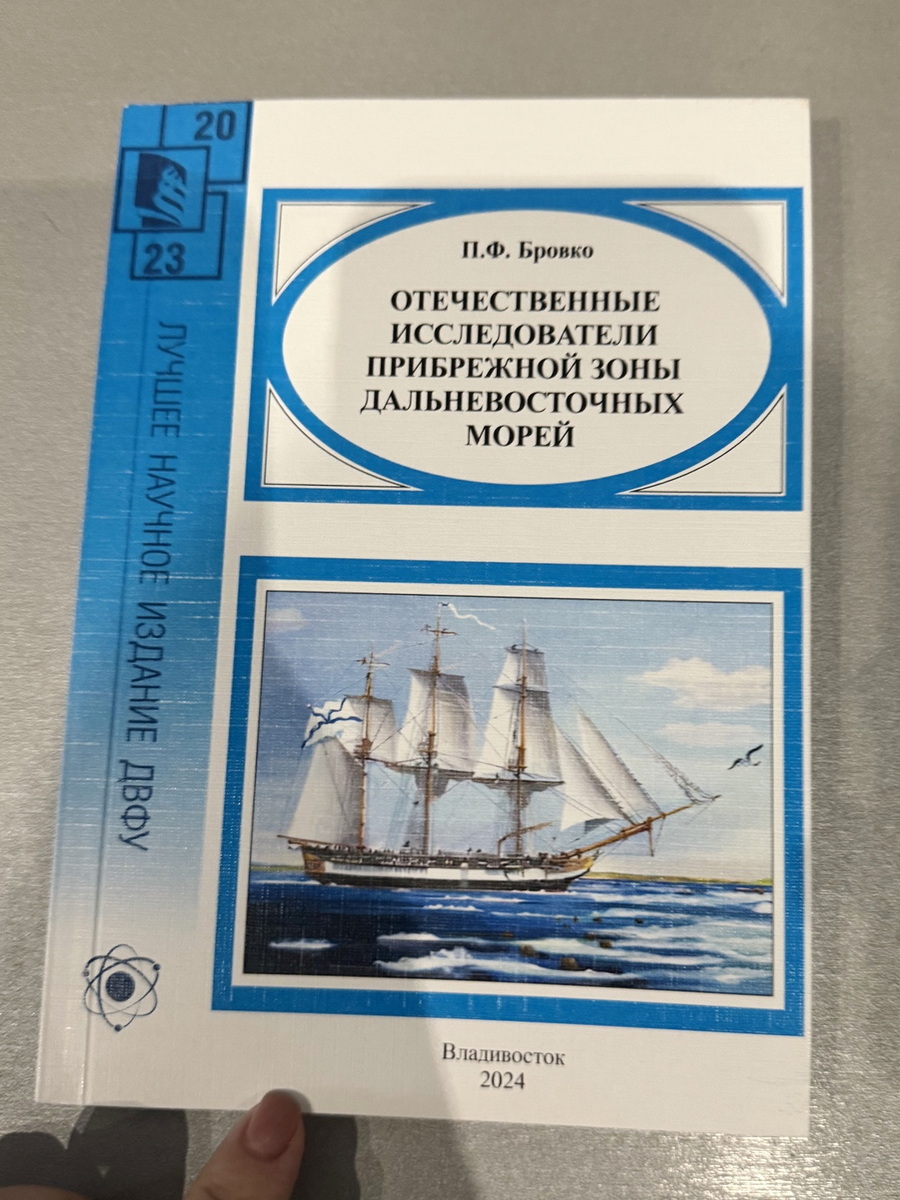 20
23
ЛУЧШЕЕ НАУЧНОЕ ИЗДАНИЕ ДВФУ
П.Ф. Бровко
ОТЕЧЕСТВЕННЫЕ
ИССЛЕДОВАТЕЛИ
ПРИБРЕЖНОЙ ЗОНЫ
ДАЛЬНЕВОСТОЧНЫХ
МОРЕЙ
Владивосток
2024